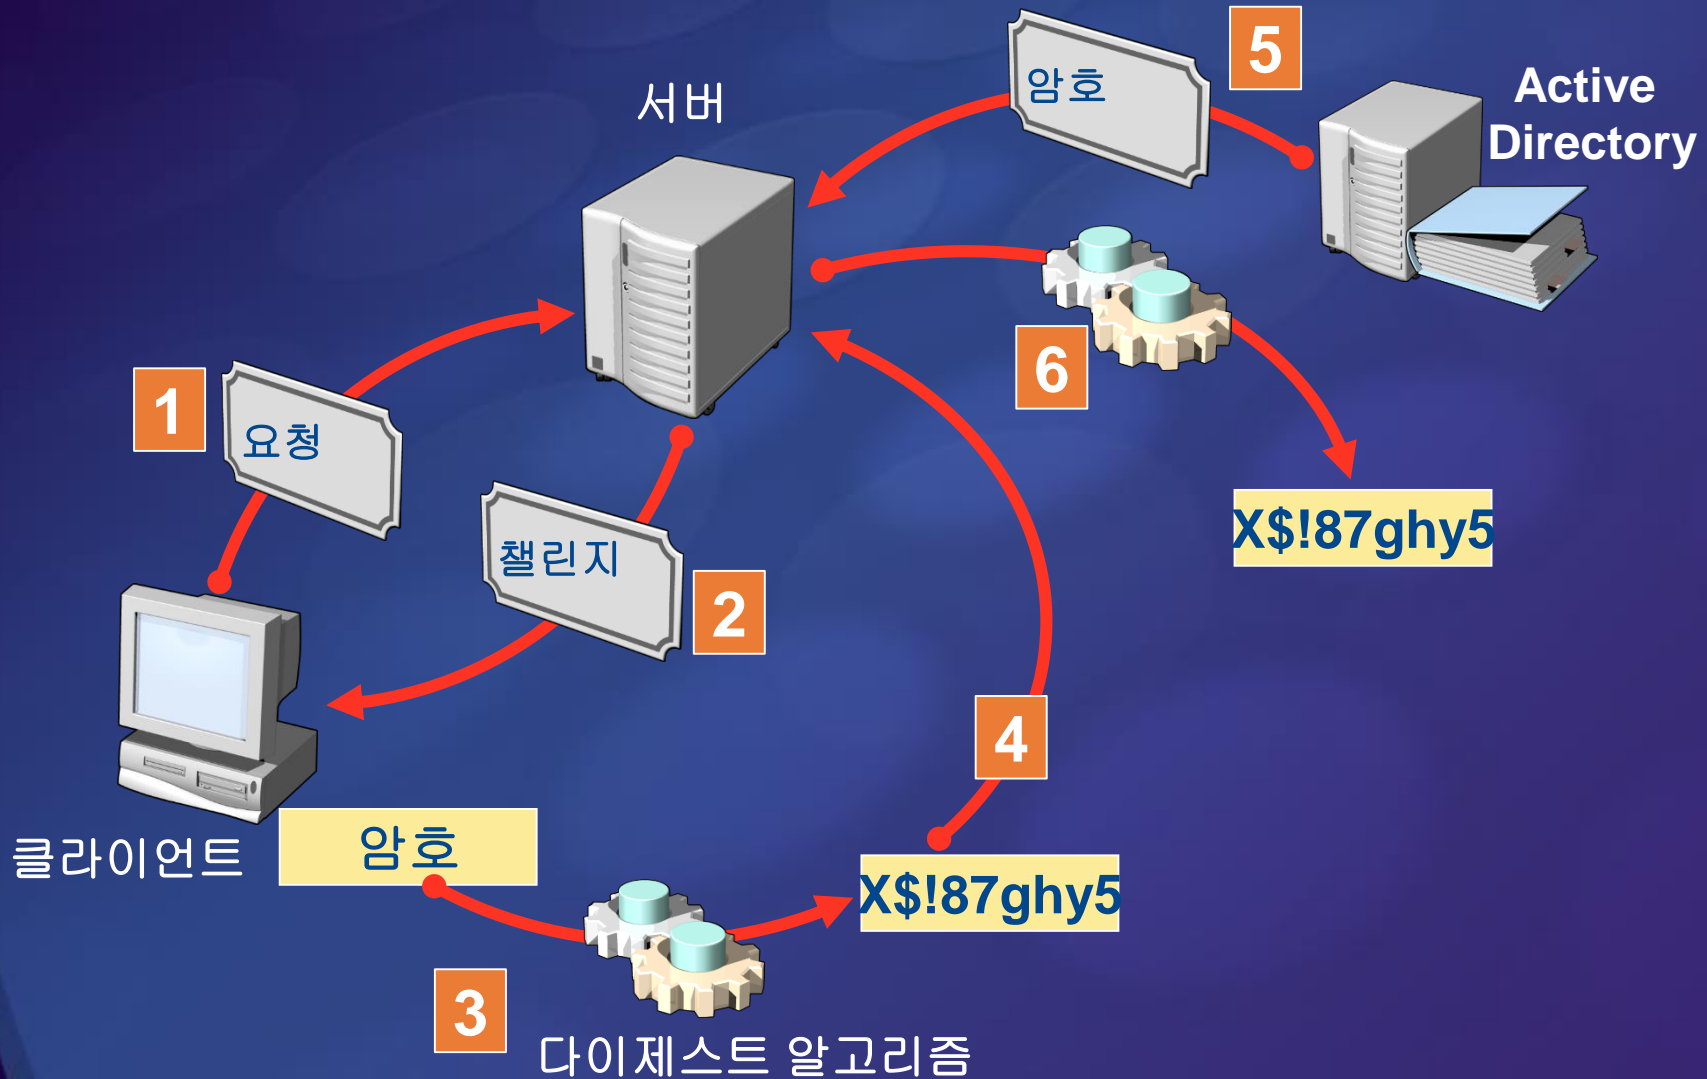 5
암호
Active
Directory
서버
6
1
요청
X$!87ghy5
챌린지
2
4
클라이언트
암호
X$!87ghy5
3
다이제스트 알고리즘